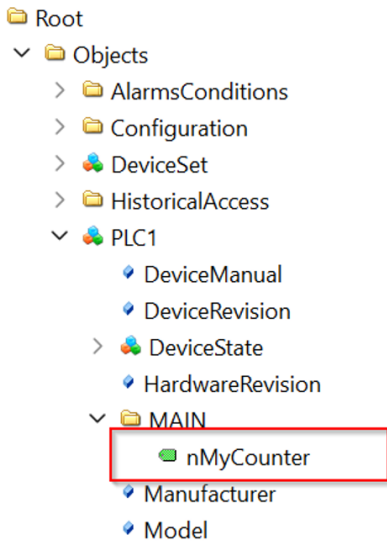 Root
Objects
AlarmsConditions
Configuration
DeviceSet
HistoricalAccess
PLC1
DeviceManual
DeviceRevision
DeviceState
HardwareRevision
MAIN
nMyCounter
Manufacturer
Model